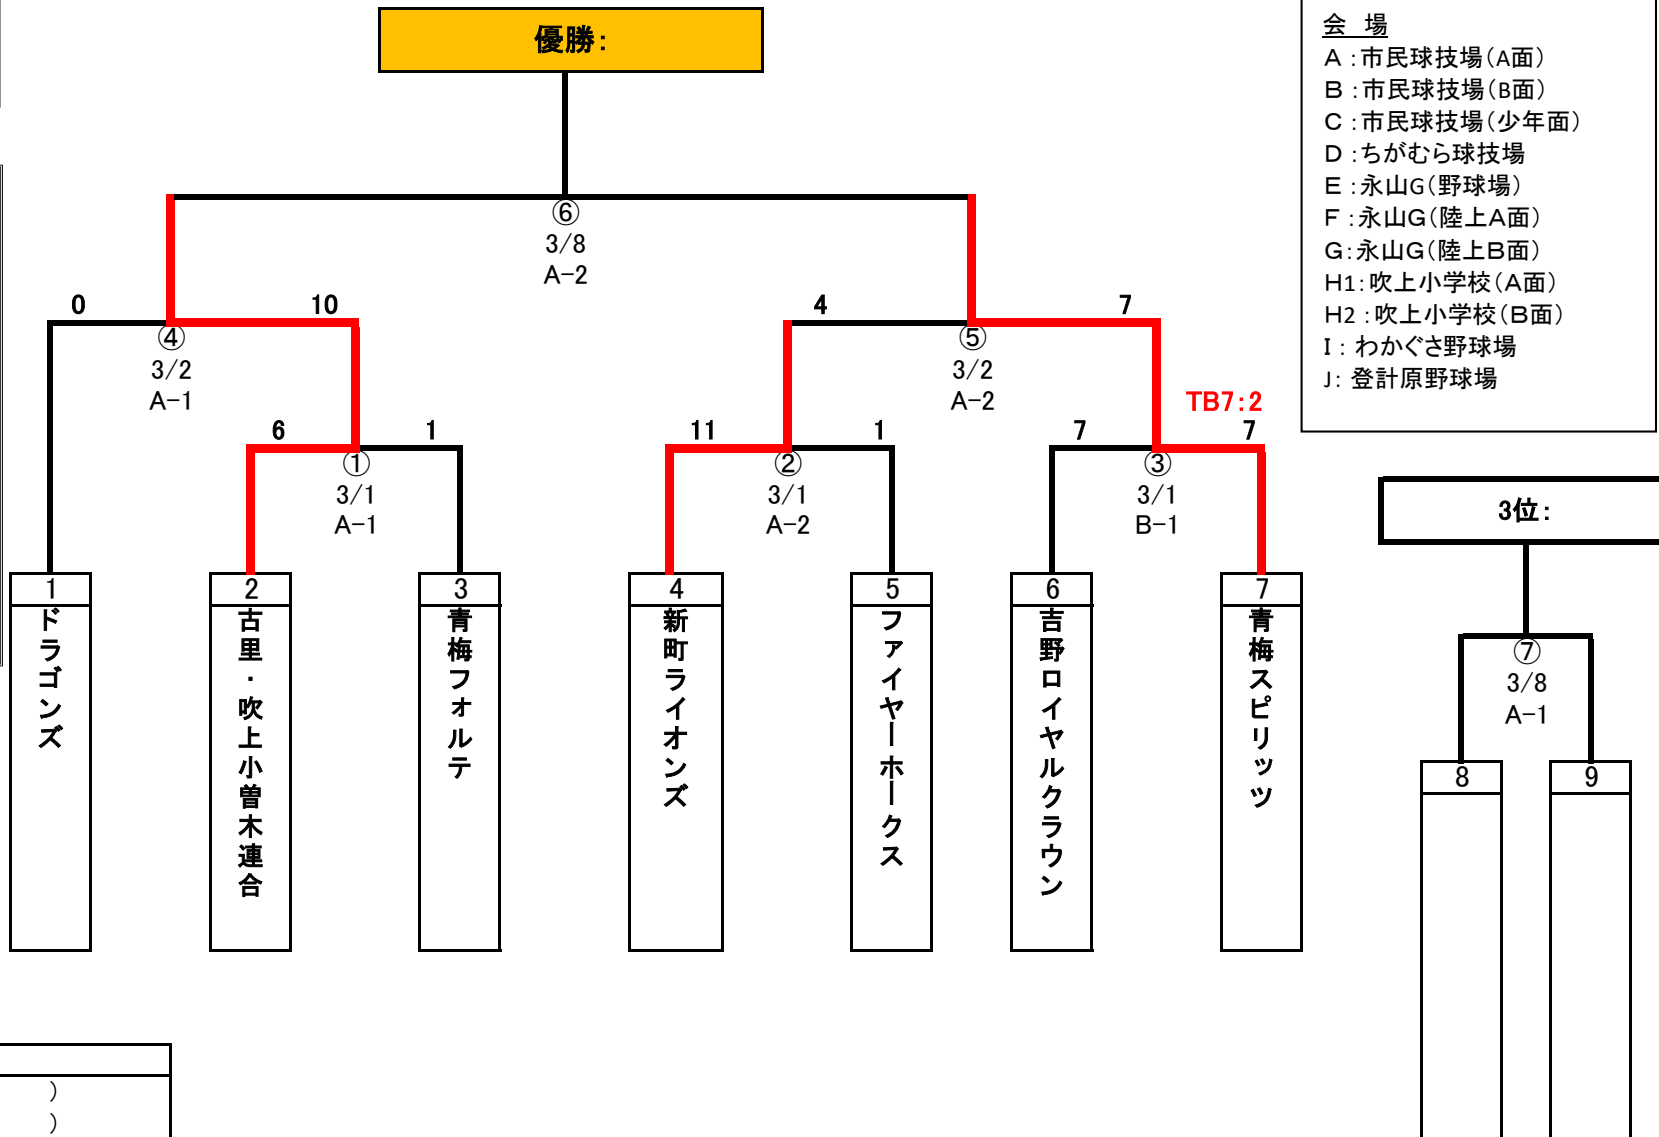 優勝：
会　場
A：市民球技場（A面）
B：市民球技場（B面）
C：市民球技場（少年面）
D：ちがむら球技場
E：永山G（野球場）
F：永山G（陸上A面）
G：永山G（陸上B面）
H1：吹上小学校（A面）
H2：吹上小学校（B面）
I：わかぐさ野球場
J：登計原野球場
⑥
3/8
A-2
0
10
4
7
④
3/2
A-1
⑤
3/2
A-2
TB7：2
6
1
11
1
7
7
①
3/1
A-1
②
3/1
A-2
③
3/1
B-1
3位：
1
ドラゴンズ
2
古里・吹上小曽木連合
3
青梅フォルテ
4
新町ライオンズ
5
ファイヤーホークス
6
吉野ロイヤルクラウン
7
青梅スピリッツ
⑦
3/8
A-1
8
9
）
）